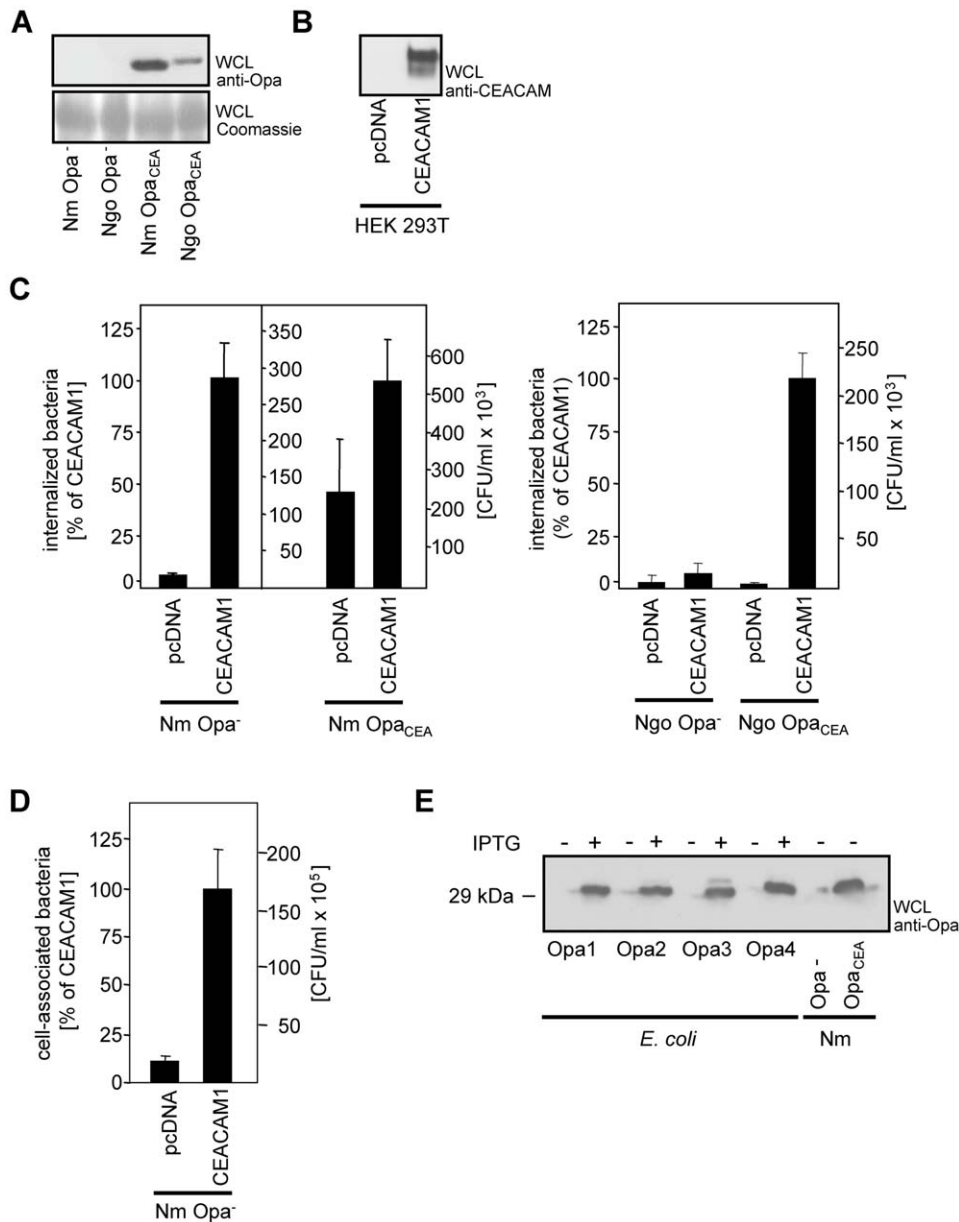 A
WCL
anti-Opa
WCL
Coomassie
Nm Opa⁻
Ngo Opa⁻
Nm OpaCEA
Ngo OpaCEA
B
WCL
anti-CEACAM
pcDNA
CEACAM1
HEK 293T
C
internalized bacteria
[% of CEACAM1]
125
100
75
50
25
0
350
300
250
200
150
100
50
600
500
400
300
200
100
[CFU/ml x 10³]
pcDNA
CEACAM1
pcDNA
CEACAM1
Nm Opa⁻
Nm OpaCEA
internalized bacteria
(% of CEACAM1)
125
100
75
50
25
0
250
200
150
100
50
[CFU/ml x 10³]
pcDNA
CEACAM1
pcDNA
CEACAM1
Ngo Opa⁻
Ngo OpaCEA
D
cell-associated bacteria
[% of CEACAM1]
125
100
75
50
25
0
200
150
100
50
[CFU/ml x 10⁵]
pcDNA
CEACAM1
Nm Opa⁻
E
IPTG - + - + - + - + - -
29 kDa
WCL
anti-Opa
Opa1 Opa2 Opa3 Opa4
Opa⁻
OpaCEA
E. coli
Nm